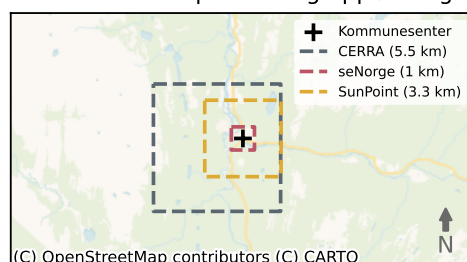 Kommunesenter
CERRA (5.5 km)
seNorge (1 km)
SunPoint (3.3 km)
N
(C) OpenStreetMap contributors (C) CARTO